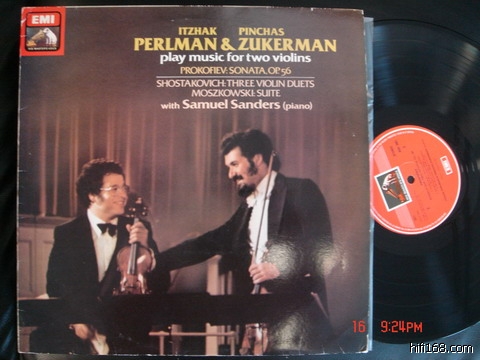 EMI
ITZHAK PINCHAS
PERLMAN & ZUKERMAN
play music for two violins
PROKOFIEV: SONATA, OP. 56
SHOSTAKOVICH: THREE VIOLIN DUETS
MOSZKOWSKI: SUITE
with Samuel Sanders (piano)
EMI
16 9:24PM
hifi168.com